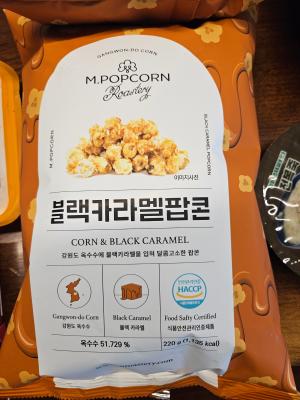 GANGWON-DO CORN
M.POPCORN
Roastery
M.POPCORN
BLACK CARAMEL POPCORN
이미지사진
블랙카라멜팝콘
CORN & BLACK CARAMEL
강원도 옥수수에 블랙카라멜을 입혀 달콤고소한 팝콘
Gangwon-do Corn
강원도 옥수수
Black Caramel
블랙 카라멜
HACCP
Food Safty Certified
식품안전관리인증제품
옥수수 51.729 %
220 g (1,135 kcal)